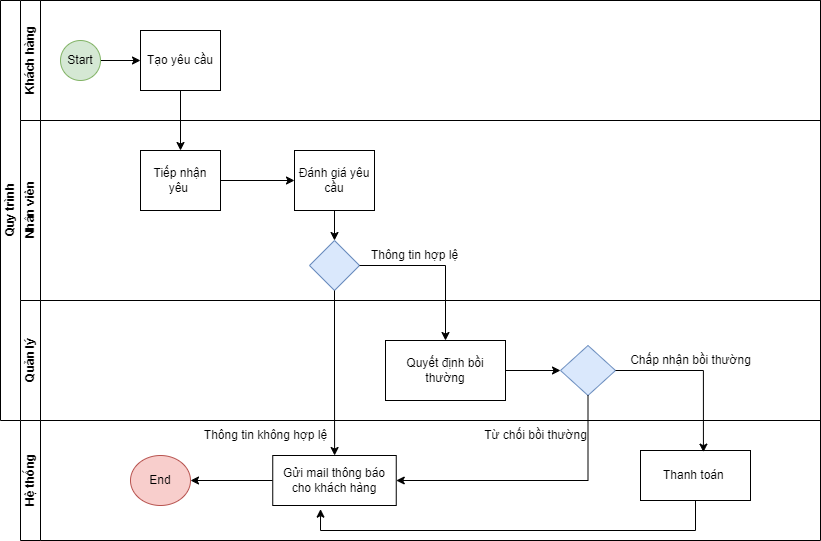 Quy trình
Khách hàng
Start
Tạo yêu cầu
Nhân viên
Tiếp nhận
yêu
Đánh giá yêu
cầu
Thông tin hợp lệ
Quản lý
Quyết định bồi
thường
Chấp nhận bồi thường
Hệ thống
Thông tin không hợp lệ
Từ chối bồi thường
End
Gửi mail thông báo
cho khách hàng
Thanh toán